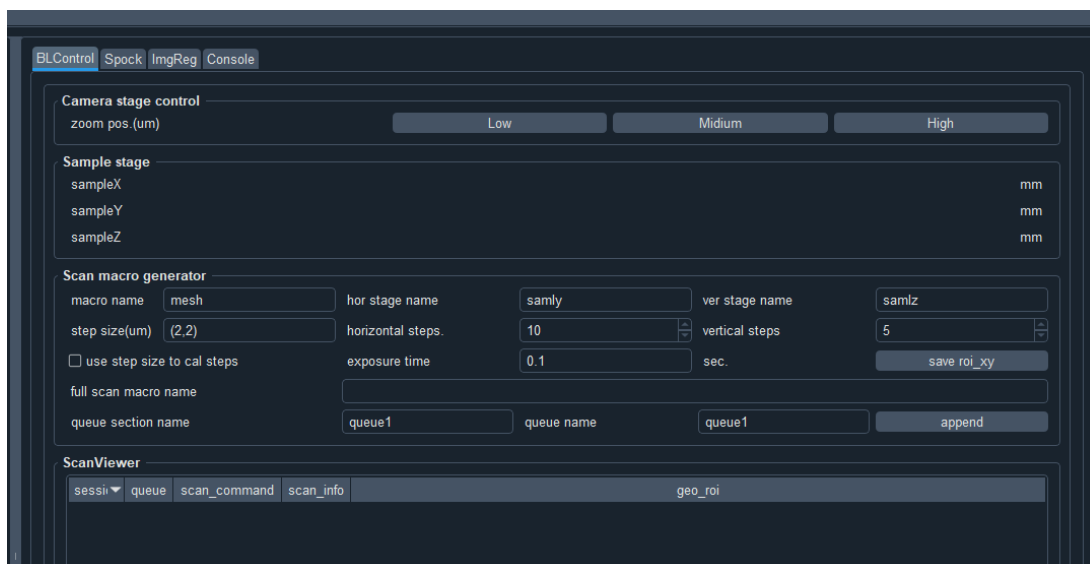 BLControl Spock ImgReg Console
Camera stage control
zoom pos.(um) Low Midium High
Sample stage
sampleX mm
sampleY mm
sampleZ mm
Scan macro generator
macro name mesh hor stage name samly ver stage name samlz
step size(um) (2,2) horizontal steps. 10 vertical steps 5
use step size to cal steps exposure time 0.1 sec. save roi_xy
full scan macro name
queue section name queue1 queue name queue1 append
ScanViewer
sessi queue scan_command scan_info geo_roi